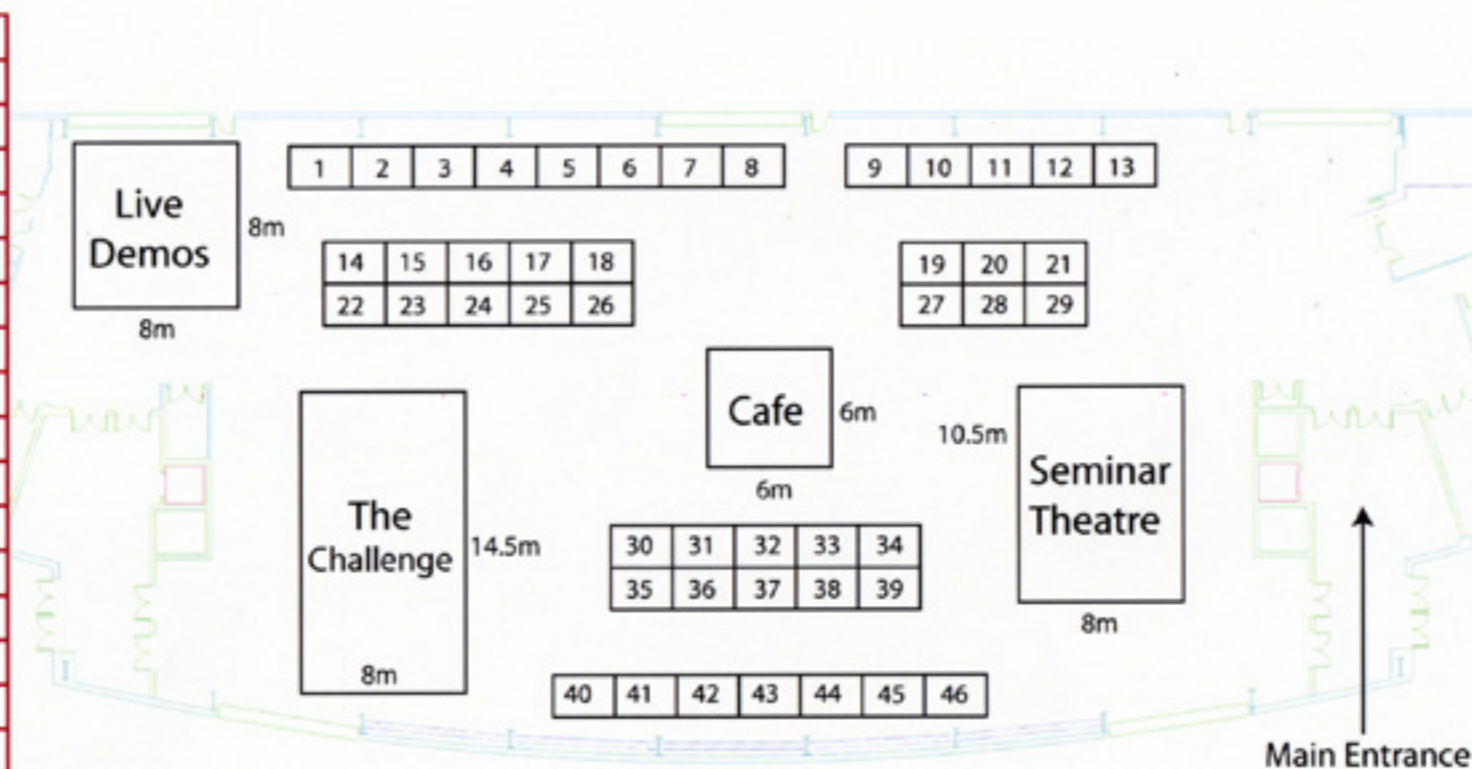 1 2 3 4 5 6 7 8
9 10 11 12 13
Live
Demos
8m
8m
14 15 16 17 18
22 23 24 25 26
19 20 21
27 28 29
Cafe
6m
6m
10.5m
Seminar
Theatre
8m
The
Challenge
14.5m
8m
30 31 32 33 34
35 36 37 38 39
40 41 42 43 44 45 46
Main Entrance